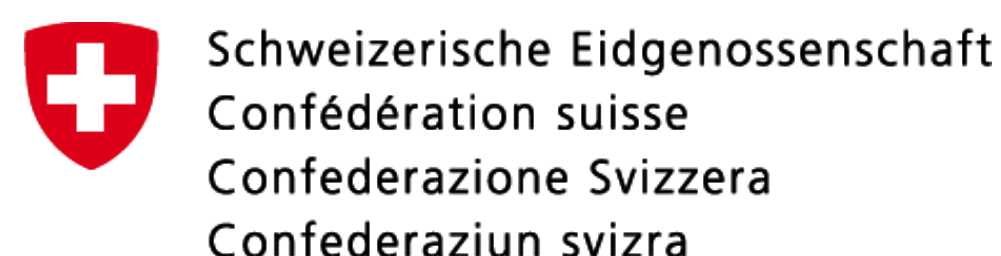 Schweizerische Eidgenossenschaft
Confédération suisse
Confederazione Svizzera
Confederaziun svizra